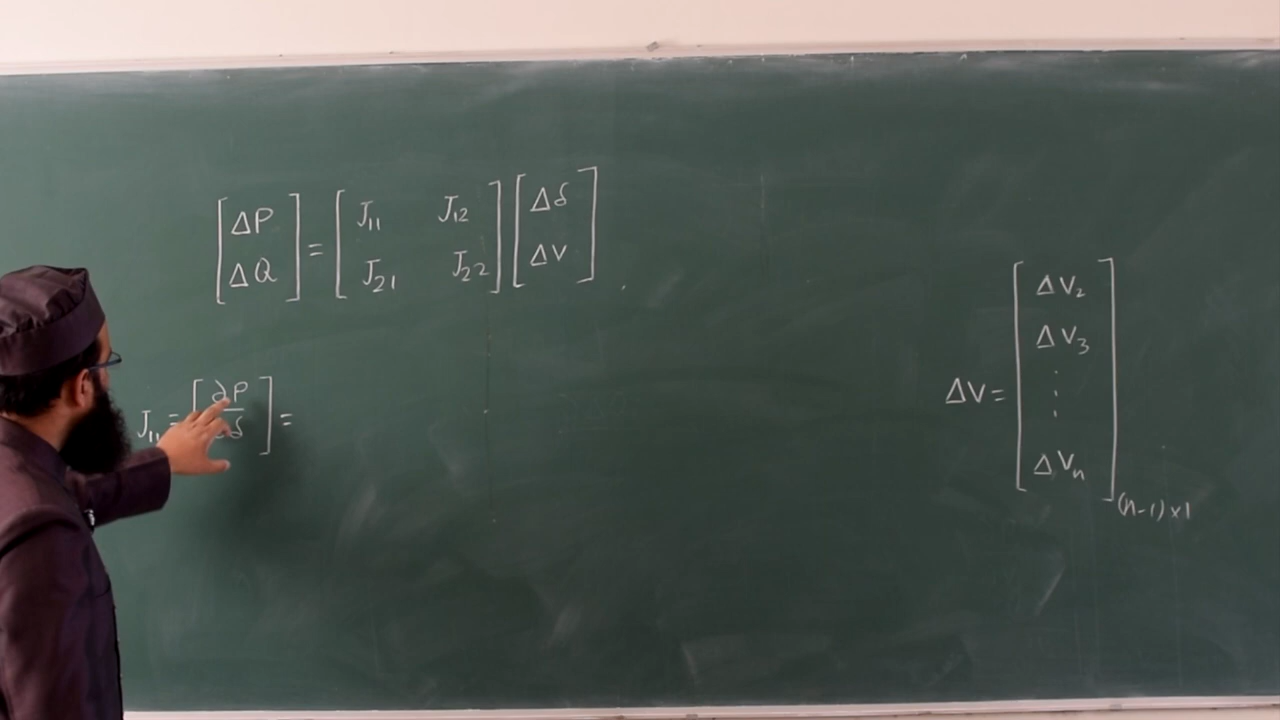 [ΔP ΔQ] = [J11 J12 J21 J22] [Δδ ΔV]
J11 = [∂P/∂δ] =
ΔV = [ΔV2 ΔV3 ⋮ ΔVn] (n-1)×1